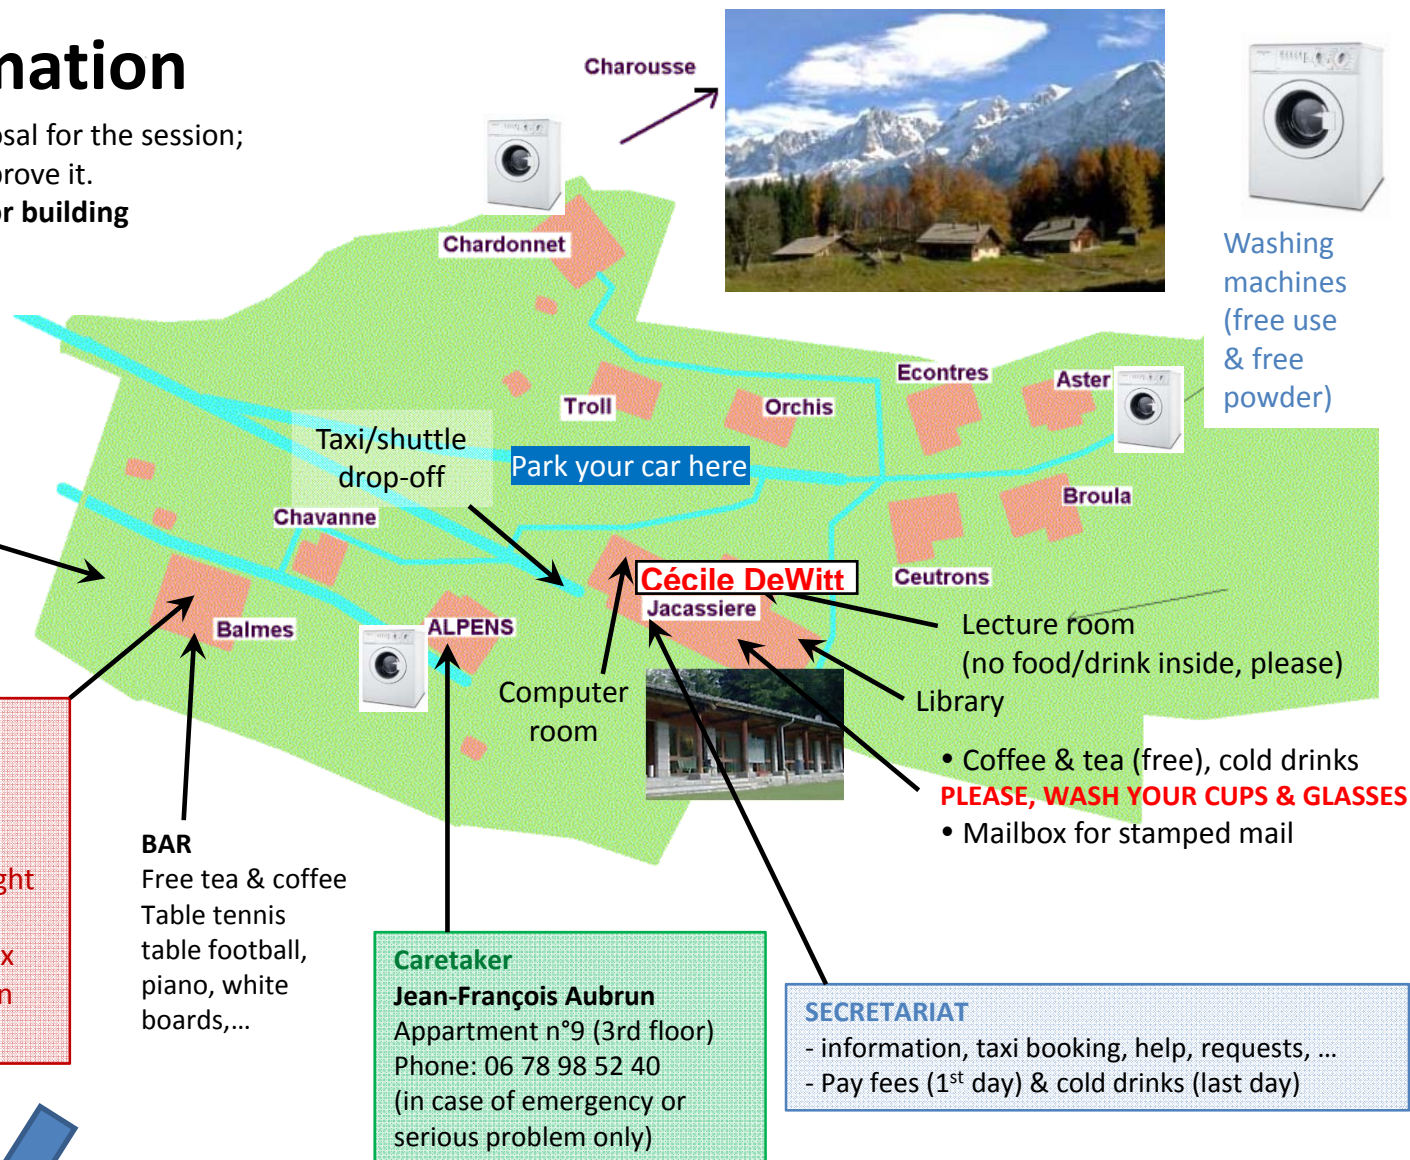 mation
osal for the session;
prove it.
or building
Charousse
Chardonnet
Washing
machines
(free use
& free
powder)
Econtres
Aster
Troll
Orchis
Taxi/shuttle
drop-off
Park your car here
Broula
Chavanne
Cécile DeWitt
Ceutrons
Jacassiere
Balmes
ALPENS
Lecture room
(no food/drink inside, please)
Computer
room
Library
• Coffee & tea (free), cold drinks
PLEASE, WASH YOUR CUPS & GLASSES
• Mailbox for stamped mail
ght
x
n
BAR
Free tea & coffee
Table tennis
table football,
piano, white
boards,...
Caretaker
Jean-François Aubrun
Appartment n°9 (3rd floor)
Phone: 06 78 98 52 40
(in case of emergency or
serious problem only)
SECRETARIAT
- information, taxi booking, help, requests, ...
- Pay fees (1st day) & cold drinks (last day)